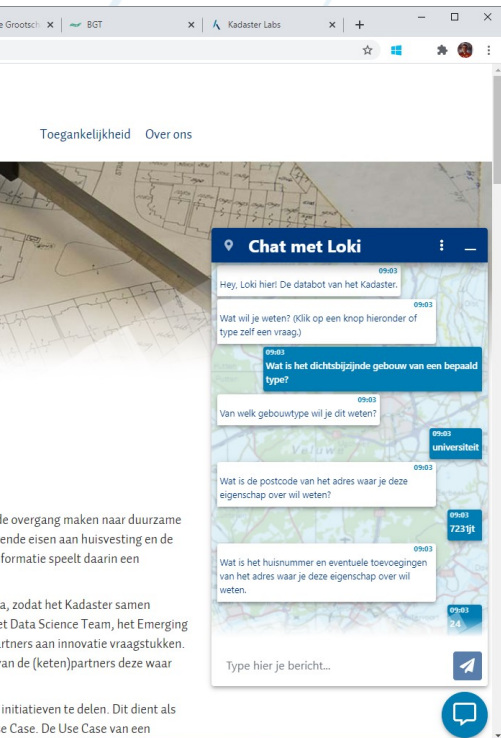 e Grootsch
BGT
Kadaster Labs
Toegankelijkheid Over ons
Chat met Loki
09:03
Hey, Loki hier! De databot van het Kadaster.
09:03
Wat wil je weten? (Klik op een knop hieronder of
type zelf een vraag.)
09:03
Wat is het dichtsbijzijnde gebouw van een bepaald
type?
09:03
Van welk gebouwtype wil je dit weten?
09:03
universiteit
09:03
Wat is de postcode van het adres waar je deze
eigenschap over wil weten?
09:03
7231jt
09:03
Wat is het huisnummer en eventuele toevoegingen
van het adres waar je deze eigenschap over wil
weten.
09:03
24
Type hier je bericht...
de overgang maken naar duurzame
ende eisen aan huisvesting en de
formatie speelt daarin een
a, zodat het Kadaster samen
et Data Science Team, het Emerging
artners aan innovatie vraagstukken.
van de (keten)partners deze waar
initiatieven te delen. Dit dient als
se Case. De Use Case van een